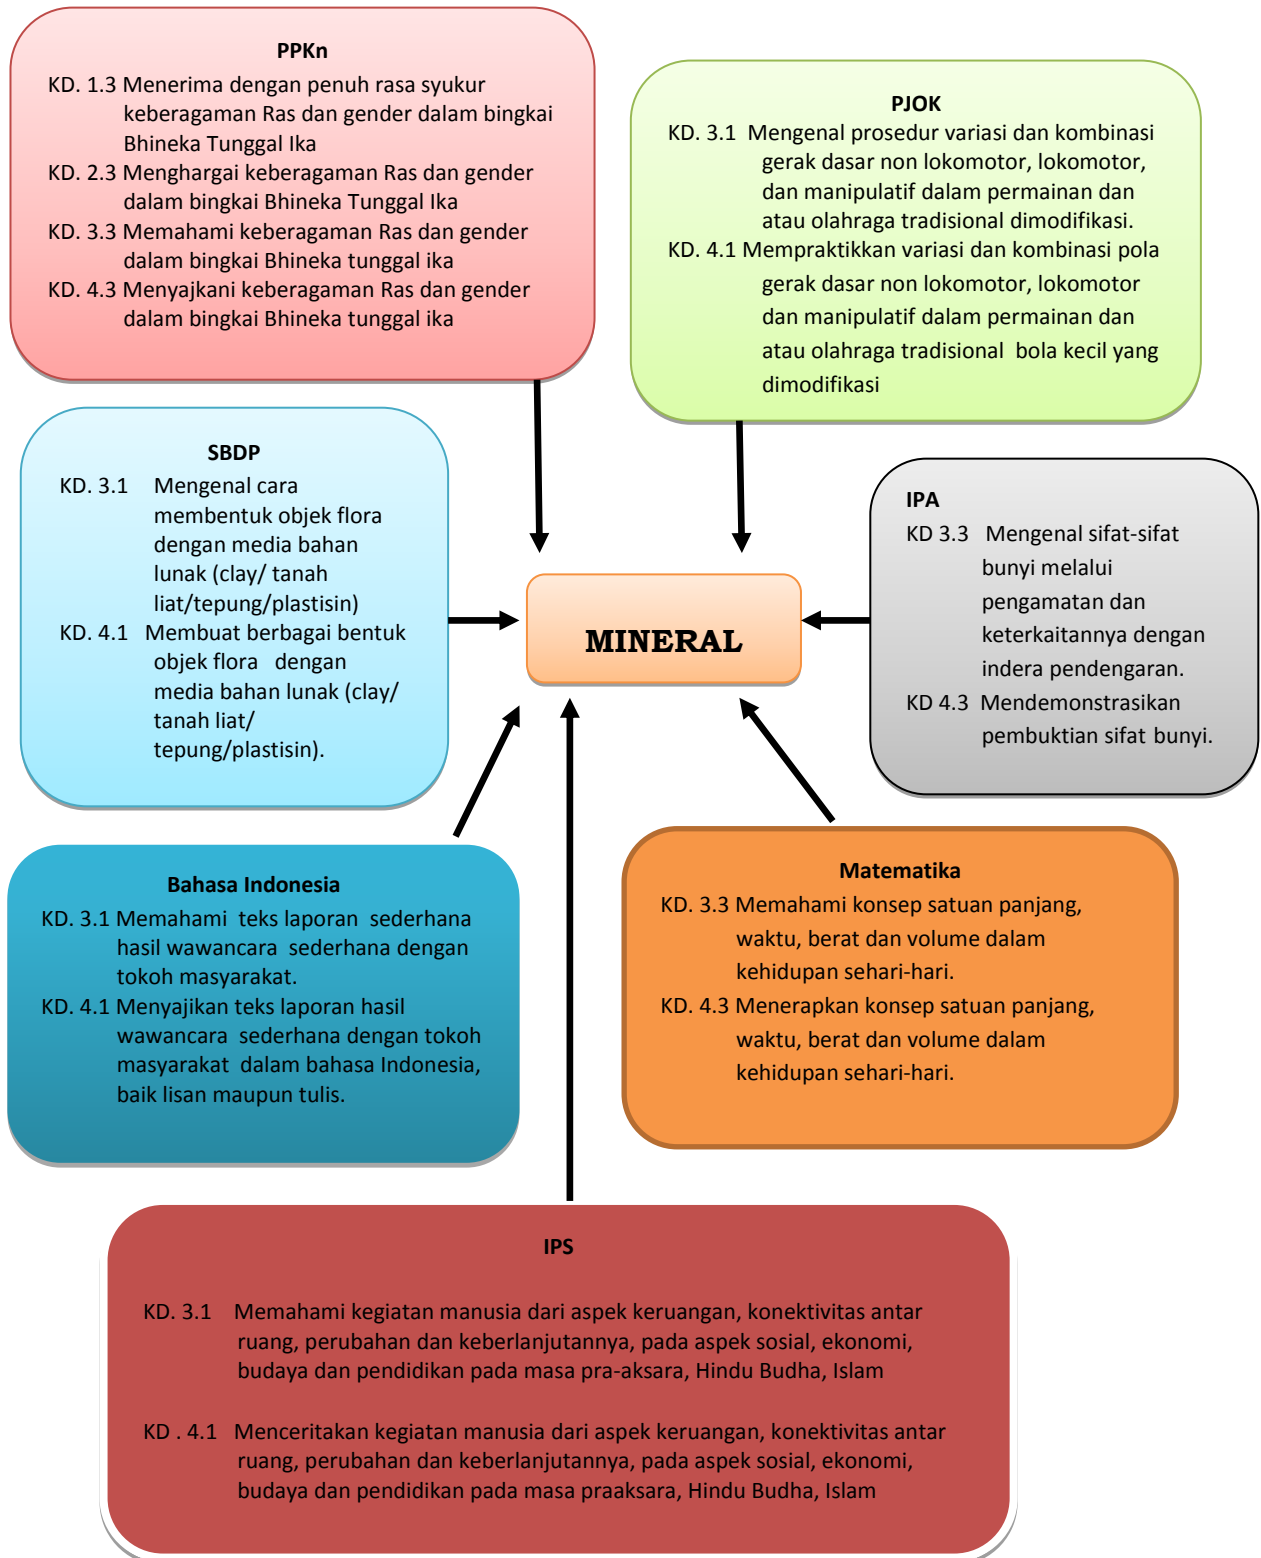 PPKn
KD. 1.3 Menerima dengan penuh rasa syukur
keberagaman Ras dan gender dalam bingkai
Bhineka Tunggal Ika
KD. 2.3 Menghargai keberagaman Ras dan gender
dalam bingkai Bhineka Tunggal Ika
KD. 3.3 Memahami keberagaman Ras dan gender
dalam bingkai Bhineka tunggal ika
KD. 4.3 Menyajkani keberagaman Ras dan gender
dalam bingkai Bhineka tunggal ika
PJOK
KD. 3.1 Mengenal prosedur variasi dan kombinasi
gerak dasar non lokomotor, lokomotor,
dan manipulatif dalam permainan dan
atau olahraga tradisional dimodifikasi.
KD. 4.1 Mempraktikkan variasi dan kombinasi pola
gerak dasar non lokomotor, lokomotor
dan manipulatif dalam permainan dan
atau olahraga tradisional bola kecil yang
dimodifikasi
SBDP
KD. 3.1 Mengenal cara
membentuk objek flora
dengan media bahan
lunak (clay/ tanah
liat/tepung/plastisin)
KD. 4.1 Membuat berbagai bentuk
objek flora dengan
media bahan lunak (clay/
tanah liat/
tepung/plastisin).
IPA
KD 3.3 Mengenal sifat-sifat
bunyi melalui
pengamatan dan
keterkaitannya dengan
indera pendengaran.
KD 4.3 Mendemonstrasikan
pembuktian sifat bunyi.
MINERAL
Bahasa Indonesia
KD. 3.1 Memahami teks laporan sederhana
hasil wawancara sederhana dengan
tokoh masyarakat.
KD. 4.1 Menyajikan teks laporan hasil
wawancara sederhana dengan tokoh
masyarakat dalam bahasa Indonesia,
baik lisan maupun tulis.
Matematika
KD. 3.3 Memahami konsep satuan panjang,
waktu, berat dan volume dalam
kehidupan sehari-hari.
KD. 4.3 Menerapkan konsep satuan panjang,
waktu, berat dan volume dalam
kehidupan sehari-hari.
IPS
KD. 3.1 Memahami kegiatan manusia dari aspek keruangan, konektivitas antar
ruang, perubahan dan keberlanjutannya, pada aspek sosial, ekonomi,
budaya dan pendidikan pada masa pra-aksara, Hindu Budha, Islam
KD . 4.1 Menceritakan kegiatan manusia dari aspek keruangan, konektivitas antar
ruang, perubahan dan keberlanjutannya, pada aspek sosial, ekonomi,
budaya dan pendidikan pada masa praaksara, Hindu Budha, Islam